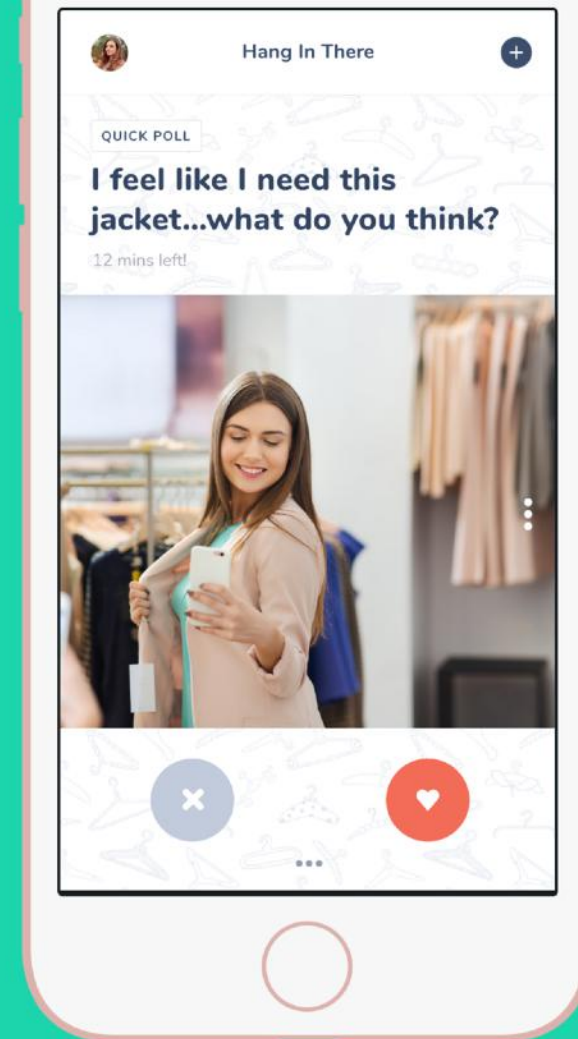 Hang In There
QUICK POLL
I feel like I need this
jacket...what do you think?
12 mins left!